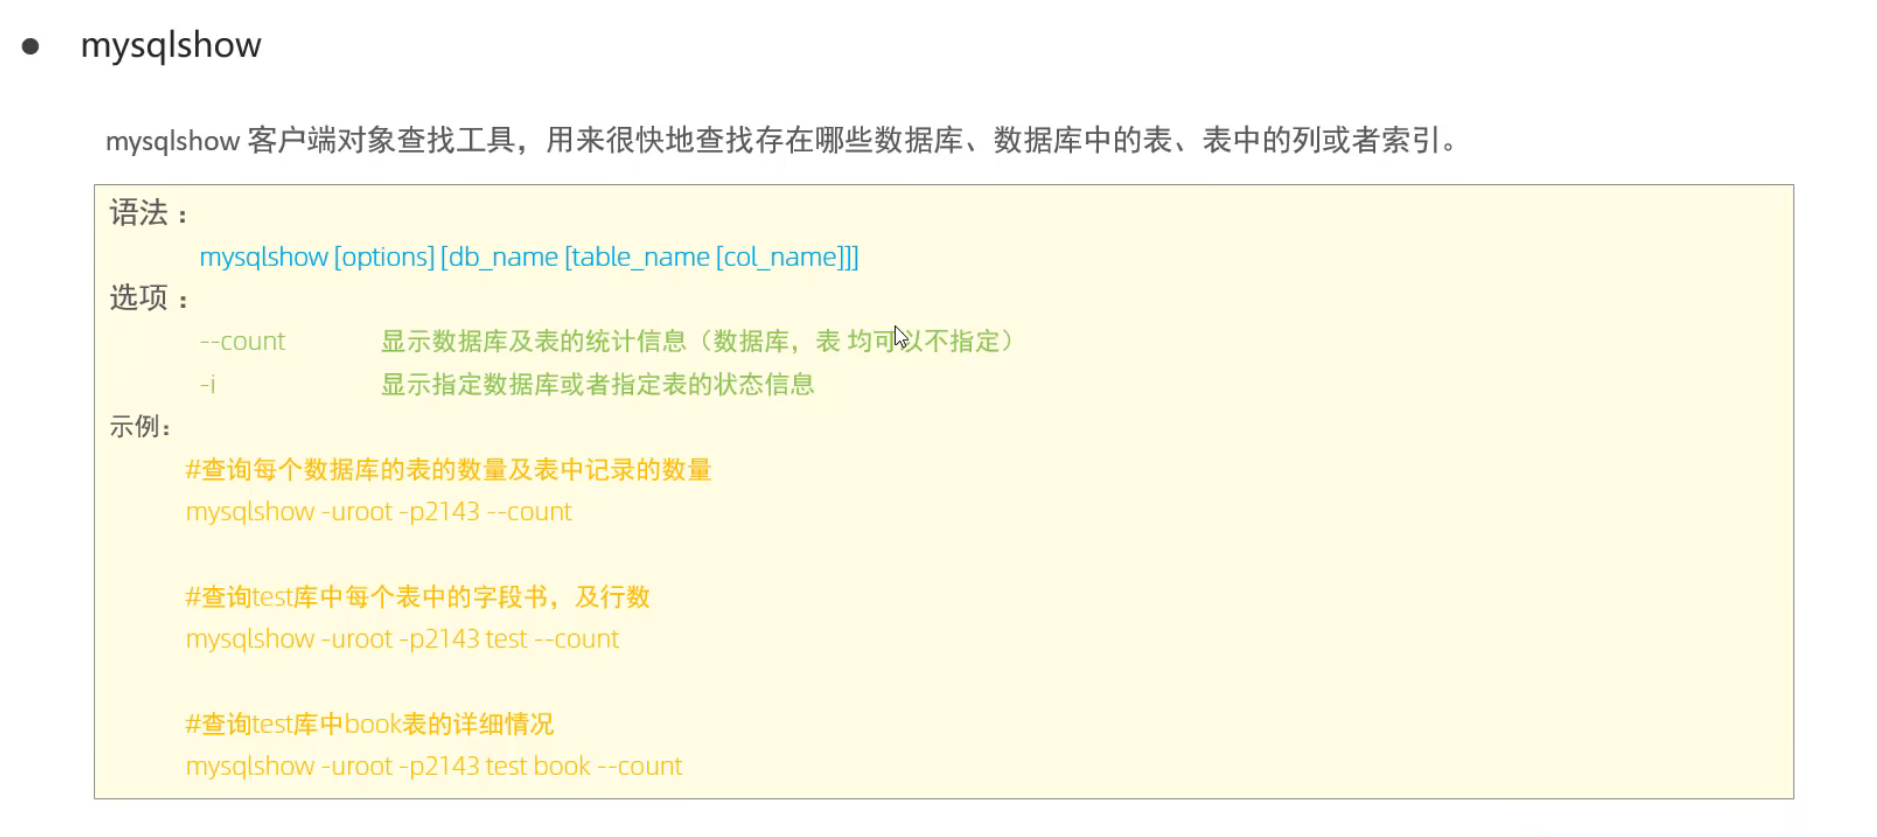 mysqlshow
mysqlshow 客户端对象查找工具，用来很快地查找存在哪些数据库、数据库中的表、表中的列或者索引。
语法：
mysqlshow [options] [db_name [table_name [col_name]]]
选项：
--count 显示数据库及表的统计信息（数据库，表 均可以不指定）
-i 显示指定数据库或者指定表的状态信息
示例：
#查询每个数据库的表的数量及表中记录的数量
mysqlshow -uroot -p2143 --count
#查询test库中每个表中的字段书，及行数
mysqlshow -uroot -p2143 test --count
#查询test库中book表的详细情况
mysqlshow -uroot -p2143 test book --count